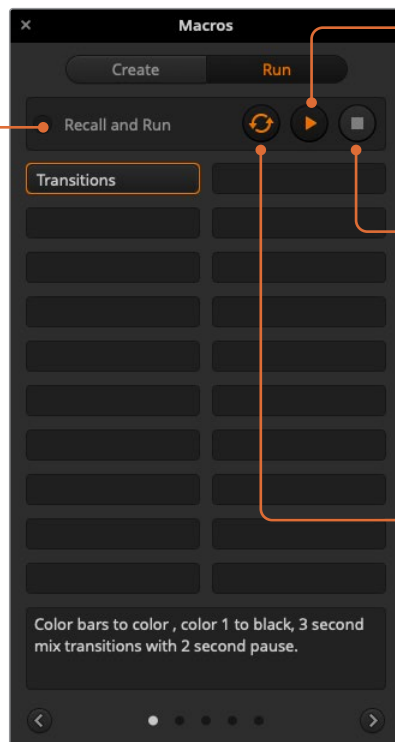 Macros
Create
Run
Recall and Run
Transitions
Color bars to color , color 1 to black, 3 second
mix transitions with 2 second pause.